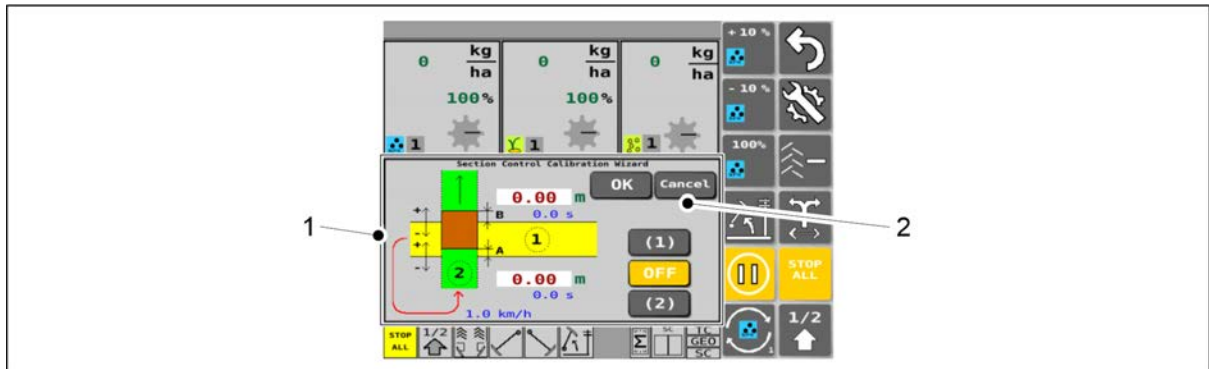 0 kg/ha 0 kg/ha 0 kg/ha
100% 100%
1 1 1
+ 10 %
- 10 %
100%
Section Control Calibration Wizard
OK Cancel
0.00 m
0.0 s
B
+
-
+
-
1
A
2
0.00 m
0.0 s
1.0 km/h
(1)
OFF
(2)
STOP ALL
1/2
1
STOP ALL
1/2
Σ
SC
TC
GEO
SC
1
2